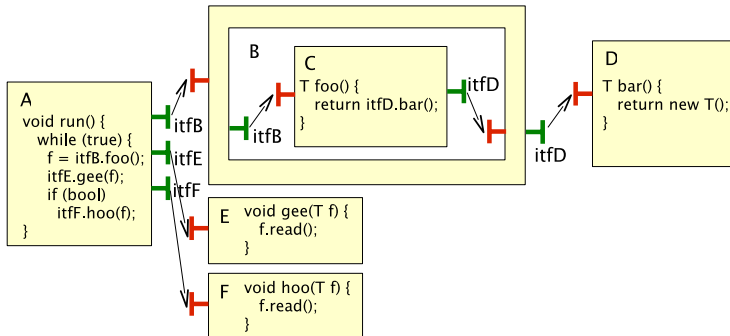 A
void run() {
while (true) {
f = itfB.foo();
itfE.gee(f);
if (bool)
itfF.hoo(f);
}
itfB
itfE
itfF
B
itfB
C
T foo() {
return itfD.bar();
}
itfD
itfD
D
T bar() {
return new T();
}
E
void gee(T f) {
f.read();
}
F
void hoo(T f) {
f.read();
}